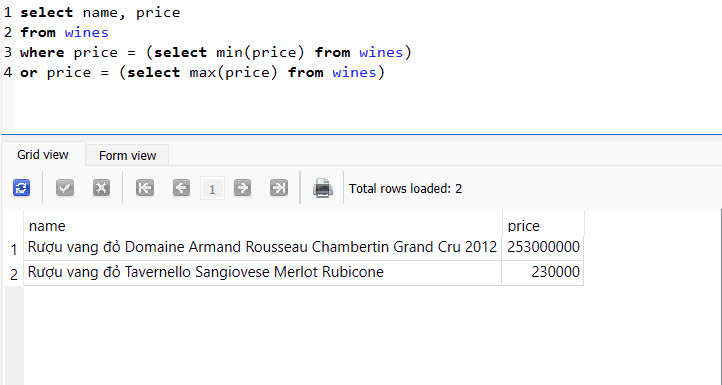 1 select name, price
2 from wines
3 where price = (select min(price) from wines)
4 or price = (select max(price) from wines)
Grid view Form view
1 Total rows loaded: 2
name price
1 Rượu vang đỏ Domaine Armand Rousseau Chambertin Grand Cru 2012 253000000
2 Rượu vang đỏ Tavernello Sangiovese Merlot Rubicone 230000